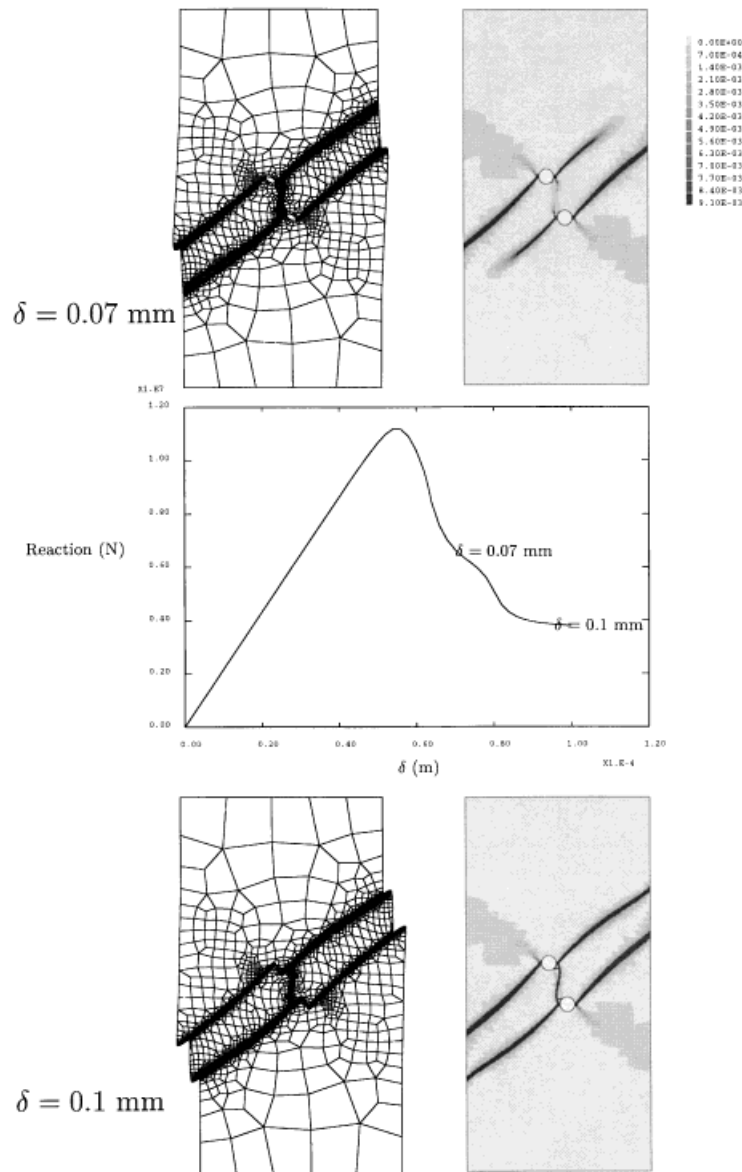 0.00E+00
7.00E-04
1.40E-03
2.10E-03
2.80E-03
3.50E-03
4.20E-03
4.90E-03
5.60E-03
6.30E-03
7.00E-03
7.70E-03
8.40E-03
9.10E-03
δ = 0.07 mm
X1.E7
1.20
1.00
0.80
0.60
0.40
0.20
0.00
Reaction (N)
δ = 0.07 mm
δ = 0.1 mm
0.00 0.20 0.40 0.60 0.80 1.00 1.20
δ (m)
X1.E-4
δ = 0.1 mm